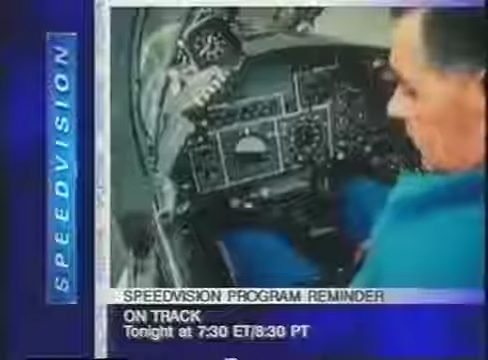 SPEEDVISION
SPEEDVISION PROGRAM REMINDER
ON TRACK
Tonight at 7:30 ET/8:30 PT